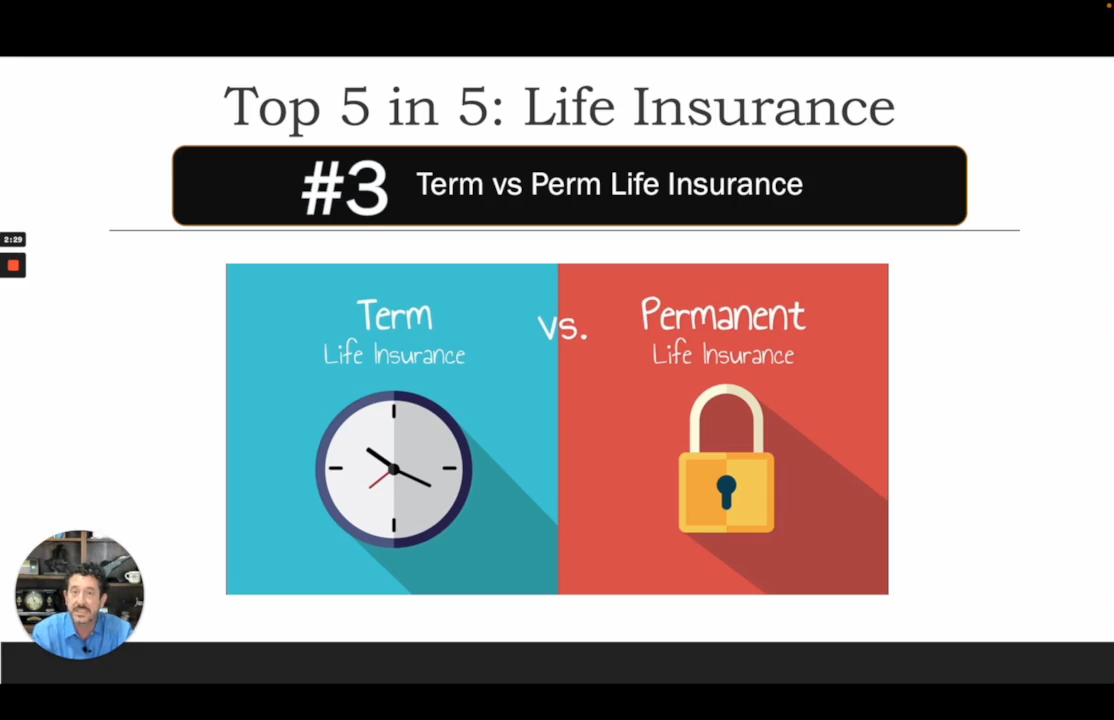 Top 5 in 5: Life Insurance
#3 Term vs Perm Life Insurance
2:29
Term
Life Insurance
vs.
Permanent
Life Insurance